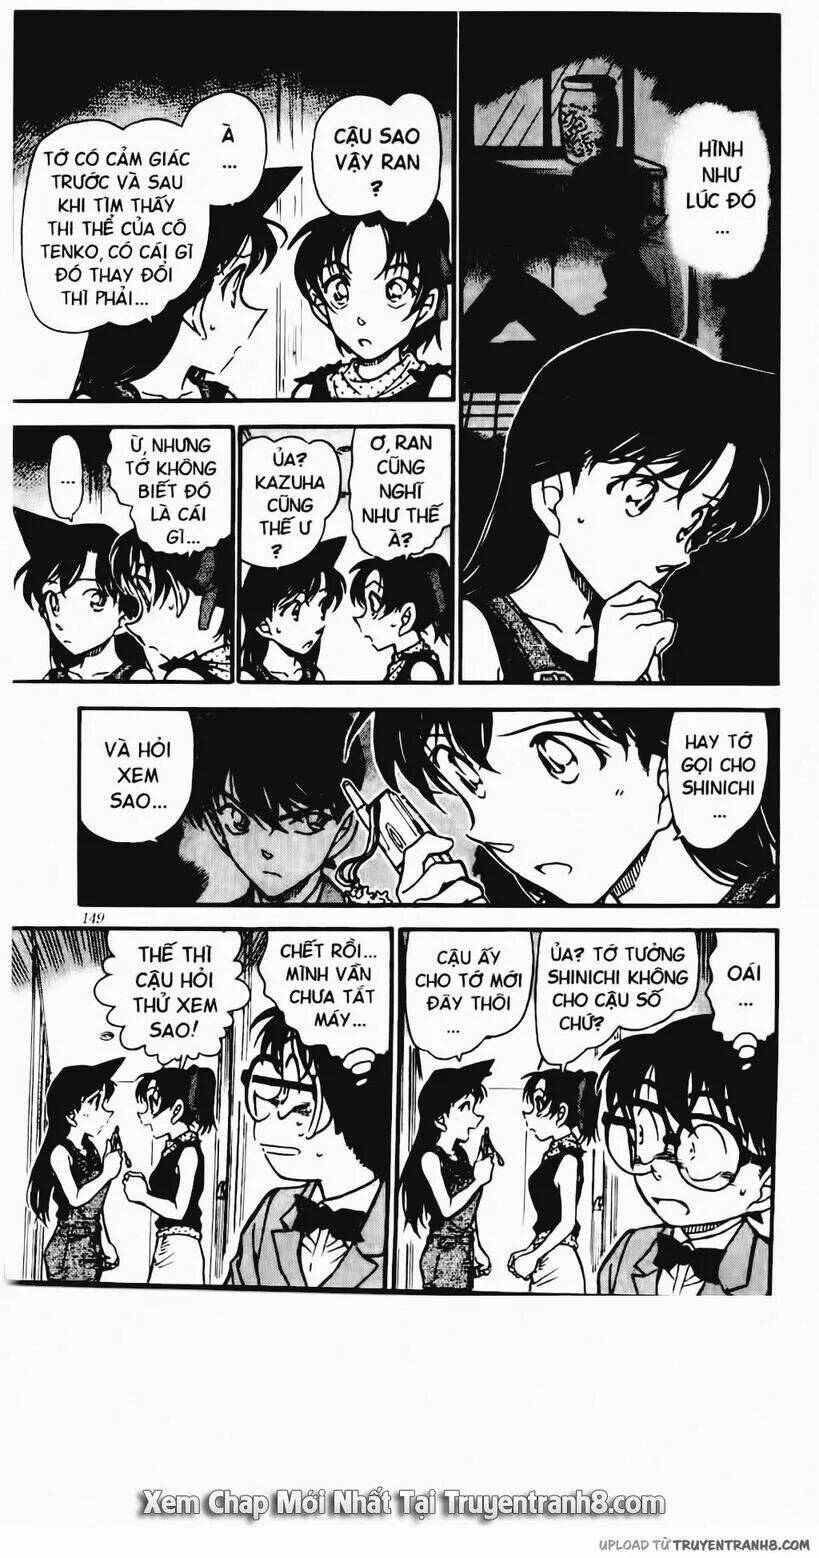 HÌNH
NHƯ
LÚC ĐÓ
...
CẬU SAO
VẬY RAN
?
À
...
TỚ CÓ CẢM GIÁC
TRƯỚC VÀ SAU
KHI TÌM THẤY
THI THỂ CỦA CÔ
TENKO, CÓ CÁI GÌ
ĐÓ THAY ĐỔI
THÌ PHẢI...
Ơ, RAN
CŨNG
NGHĨ
NHƯ THẾ
À?
ỦA?
KAZUHA
CŨNG
THẾ Ư
?
Ừ, NHƯNG
TỚ KHÔNG
BIẾT ĐÓ
LÀ CÁI
GÌ...
...
HAY TỚ
GỌI CHO
SHINICHI
...
VÀ HỎI
XEM
SAO...
149
OÁI
...
ỦA? TỚ TƯỞNG
SHINICHI KHÔNG
CHO CẬU SỐ
CHỨ?
CẬU ẤY
CHO TỚ MỚI
ĐÂY THÔI
...
CHẾT RỒI...
MÌNH VẪN
CHƯA TẮT
MÁY...
THẾ THÌ
CẬU HỎI
THỬ XEM
SAO!
Xem Chap Mới Nhất Tại Truyentranh8.com
UPLOAD TỪ TRUYENTRANH8.COM